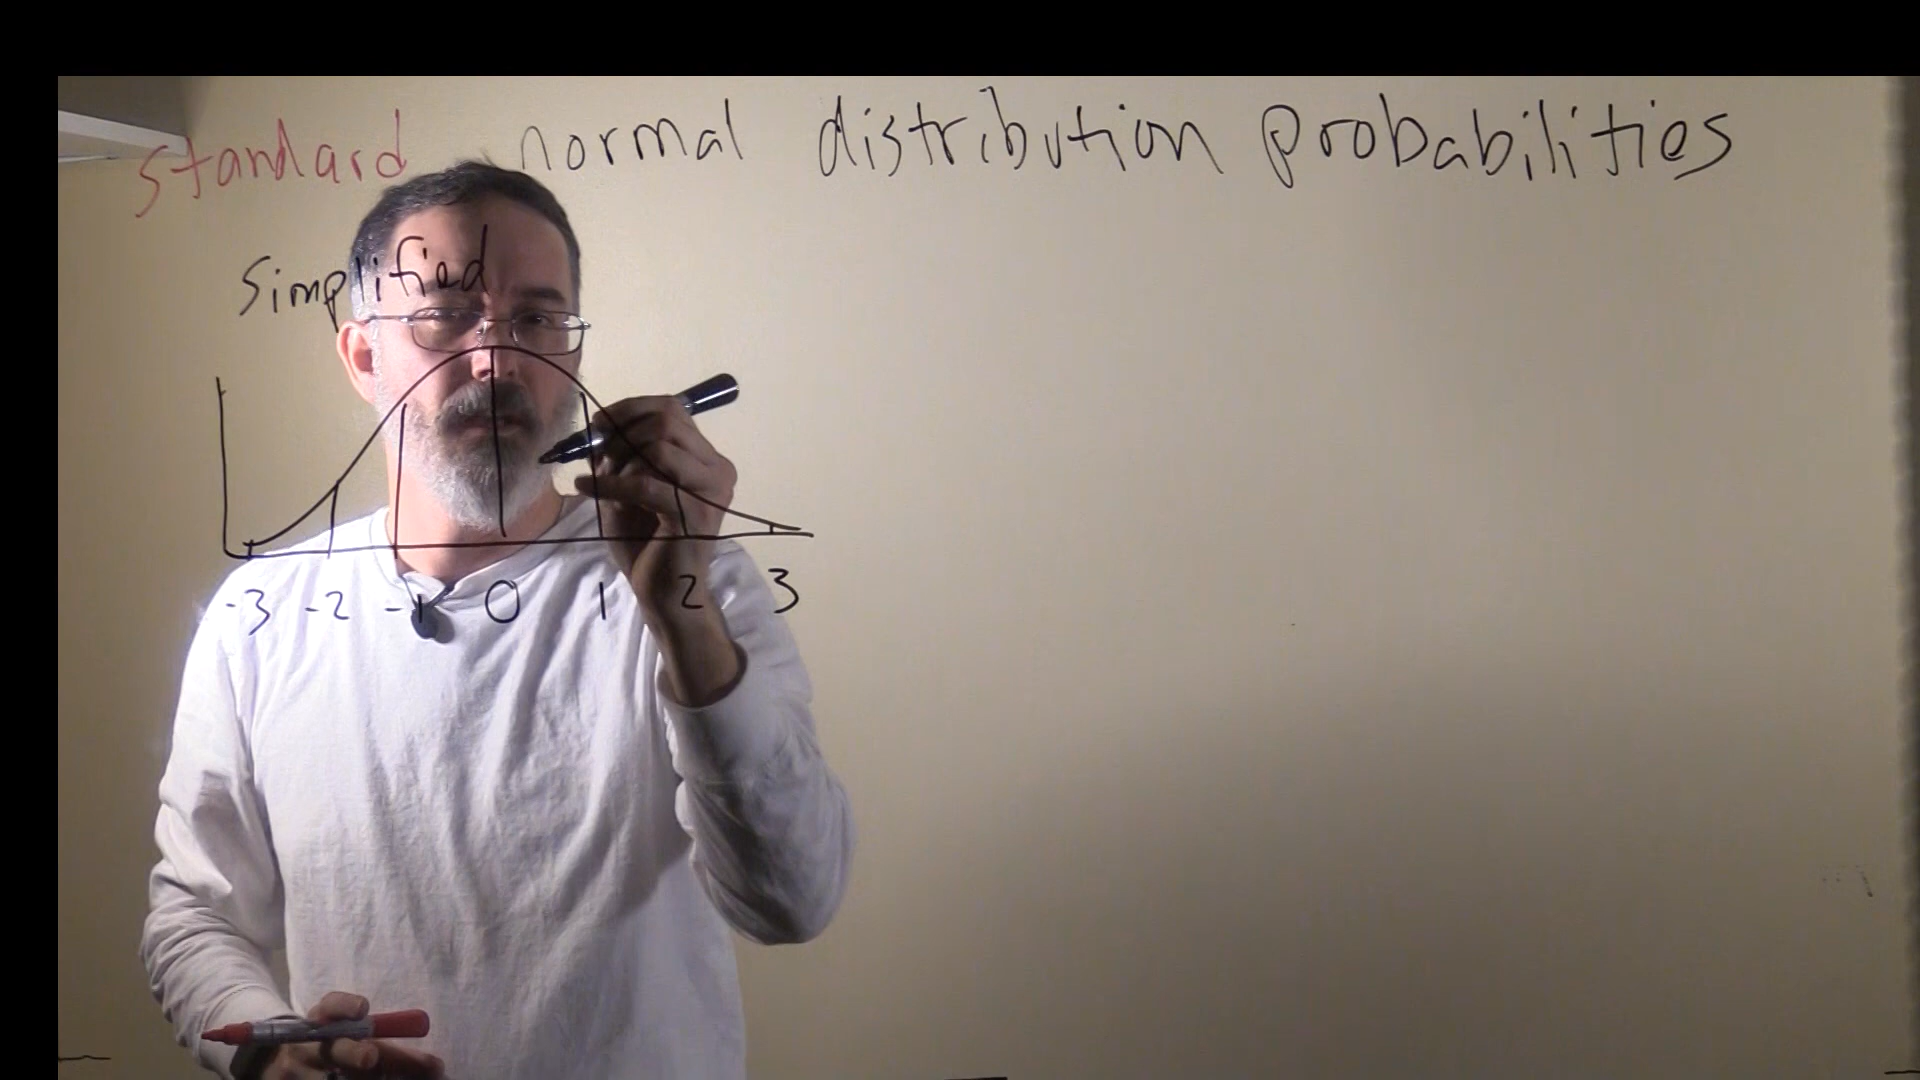 standard normal distribution probabilities
simplified
-3 -2 -1 0 1 2 3